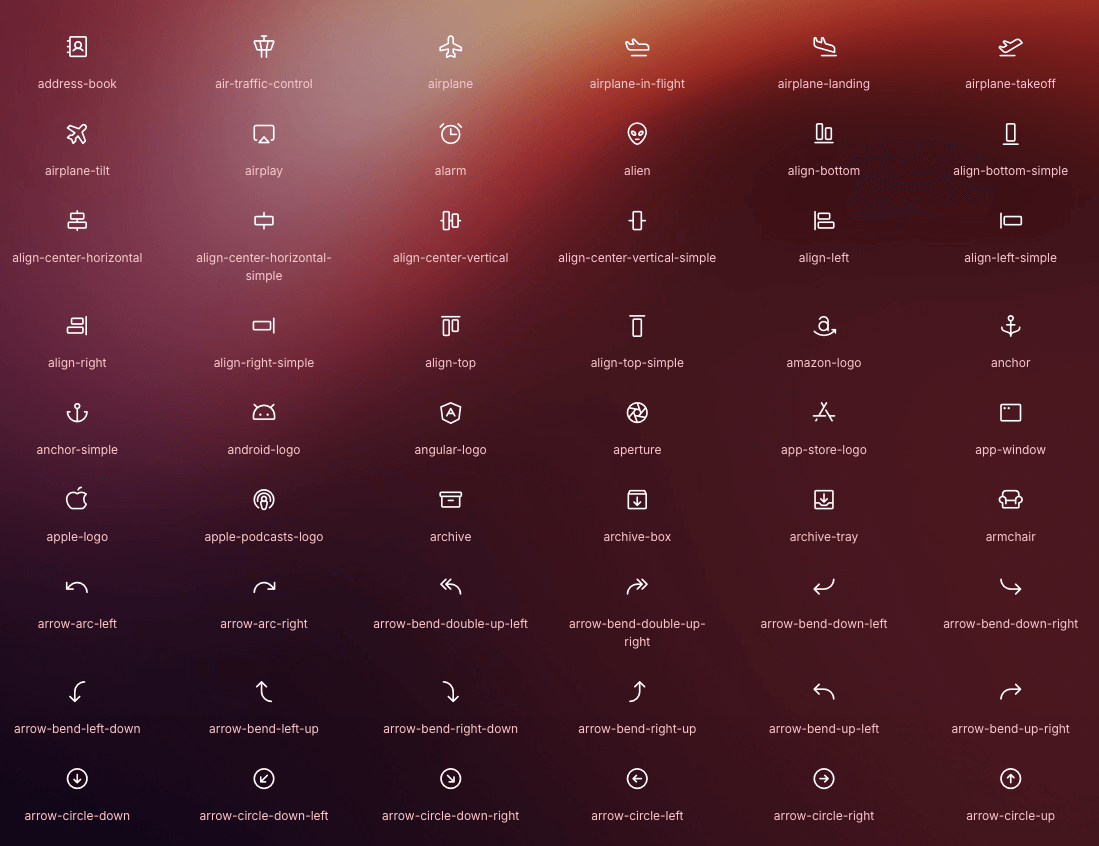 address-book
air-traffic-control
airplane
airplane-in-flight
airplane-landing
airplane-takeoff
airplane-tilt
airplay
alarm
alien
align-bottom
align-bottom-simple
align-center-horizontal
align-center-horizontal-
simple
align-center-vertical
align-center-vertical-simple
align-left
align-left-simple
align-right
align-right-simple
align-top
align-top-simple
amazon-logo
anchor
anchor-simple
android-logo
angular-logo
aperture
app-store-logo
app-window
apple-logo
apple-podcasts-logo
archive
archive-box
archive-tray
armchair
arrow-arc-left
arrow-arc-right
arrow-bend-double-up-left
arrow-bend-double-up-
right
arrow-bend-down-left
arrow-bend-down-right
arrow-bend-left-down
arrow-bend-left-up
arrow-bend-right-down
arrow-bend-right-up
arrow-bend-up-left
arrow-bend-up-right
arrow-circle-down
arrow-circle-down-left
arrow-circle-down-right
arrow-circle-left
arrow-circle-right
arrow-circle-up